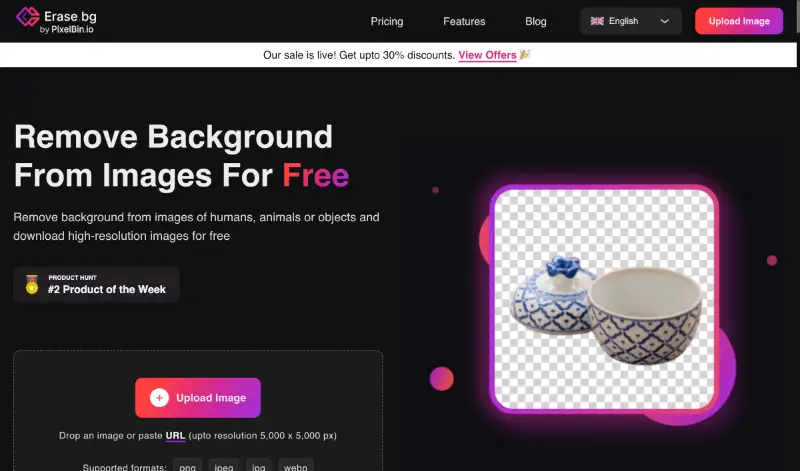 Erase.bg
by PixelBin.io
Pricing
Features
Blog
English
Upload Image
Our sale is live! Get upto 30% discounts. View Offers
Remove Background
From Images For Free
Remove background from images of humans, animals or objects and
download high-resolution images for free
PRODUCT HUNT
#2 Product of the Week
Upload Image
Drop an image or paste URL (upto resolution 5,000 x 5,000 px)
Supported formats: png jpeg jpg webp